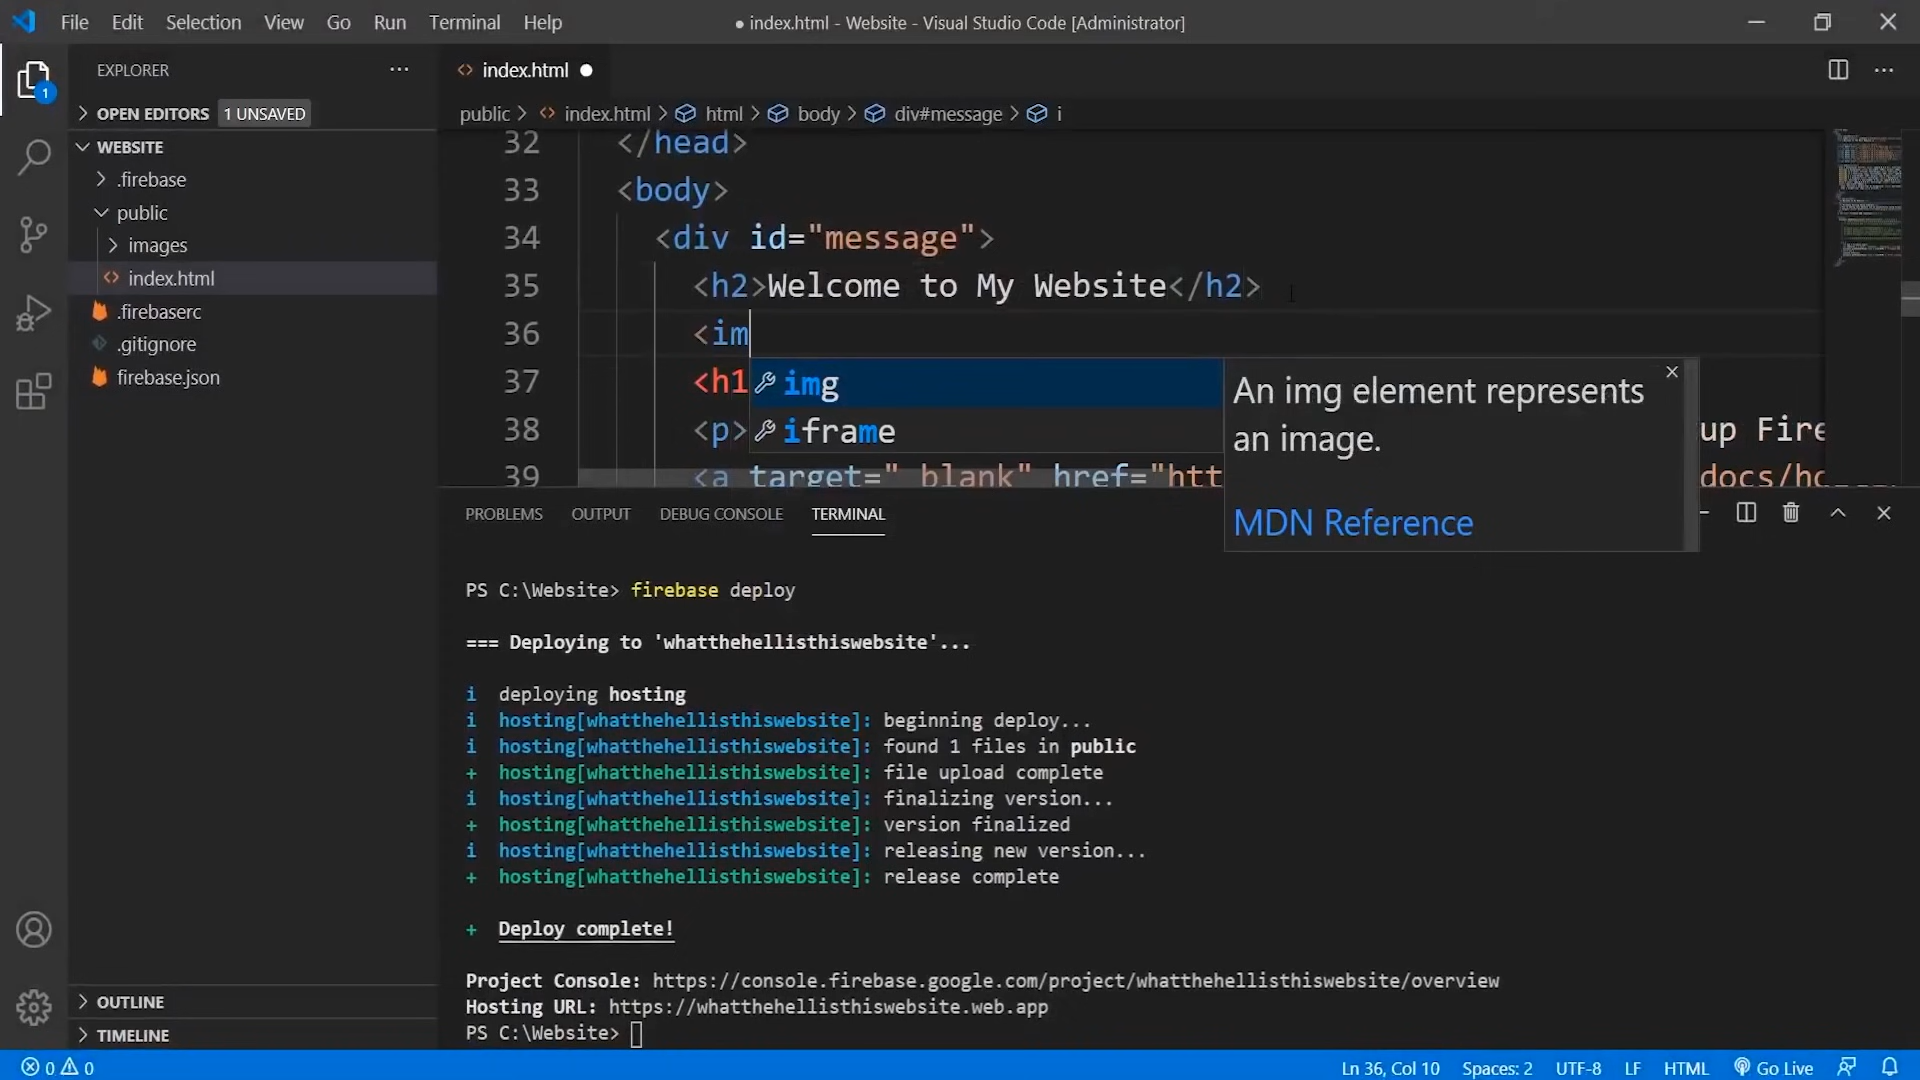 File Edit Selection View Go Run Terminal Help
● index.html - Website - Visual Studio Code [Administrator]
EXPLORER
1
OPEN EDITORS 1 UNSAVED
WEBSITE
.firebase
public
images
index.html
.firebaserc
.gitignore
firebase.json
OUTLINE
TIMELINE
index.html
public > index.html > html > body > div#message > i
32 </head>
33 <body>
34 <div id="message">
35 <h2>Welcome to My Website</h2>
36 <im
37 <h1
38 <p> up Fire
39 <a target="_blank" href="htt docs/ho
img
iframe
An img element represents
an image.
MDN Reference
PROBLEMS OUTPUT DEBUG CONSOLE TERMINAL
PS C:\Website> firebase deploy
=== Deploying to 'whatthehellisthiswebsite'...
i deploying hosting
i hosting[whatthehellisthiswebsite]: beginning deploy...
i hosting[whatthehellisthiswebsite]: found 1 files in public
+ hosting[whatthehellisthiswebsite]: file upload complete
i hosting[whatthehellisthiswebsite]: finalizing version...
+ hosting[whatthehellisthiswebsite]: version finalized
i hosting[whatthehellisthiswebsite]: releasing new version...
+ hosting[whatthehellisthiswebsite]: release complete
+ Deploy complete!
Project Console: https://console.firebase.google.com/project/whatthehellisthiswebsite/overview
Hosting URL: https://whatthehellisthiswebsite.web.app
PS C:\Website>
0 0 Ln 36, Col 10 Spaces: 2 UTF-8 LF HTML Go Live